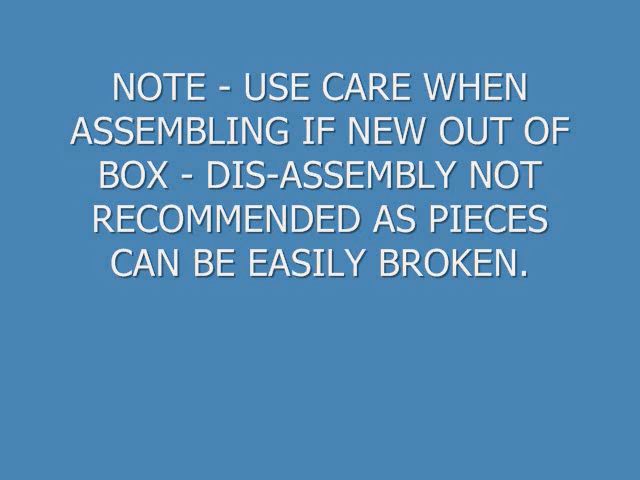 NOTE - USE CARE WHEN
ASSEMBLING IF NEW OUT OF
BOX - DIS-ASSEMBLY NOT
RECOMMENDED AS PIECES
CAN BE EASILY BROKEN.